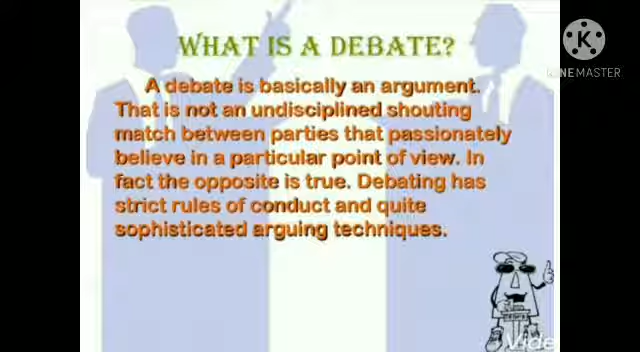 WHAT IS A DEBATE?
A debate is basically an argument.
That is not an undisciplined shouting
match between parties that passionately
believe in a particular point of view. In
fact the opposite is true. Debating has
strict rules of conduct and quite
sophisticated arguing techniques.
KINEMASTER